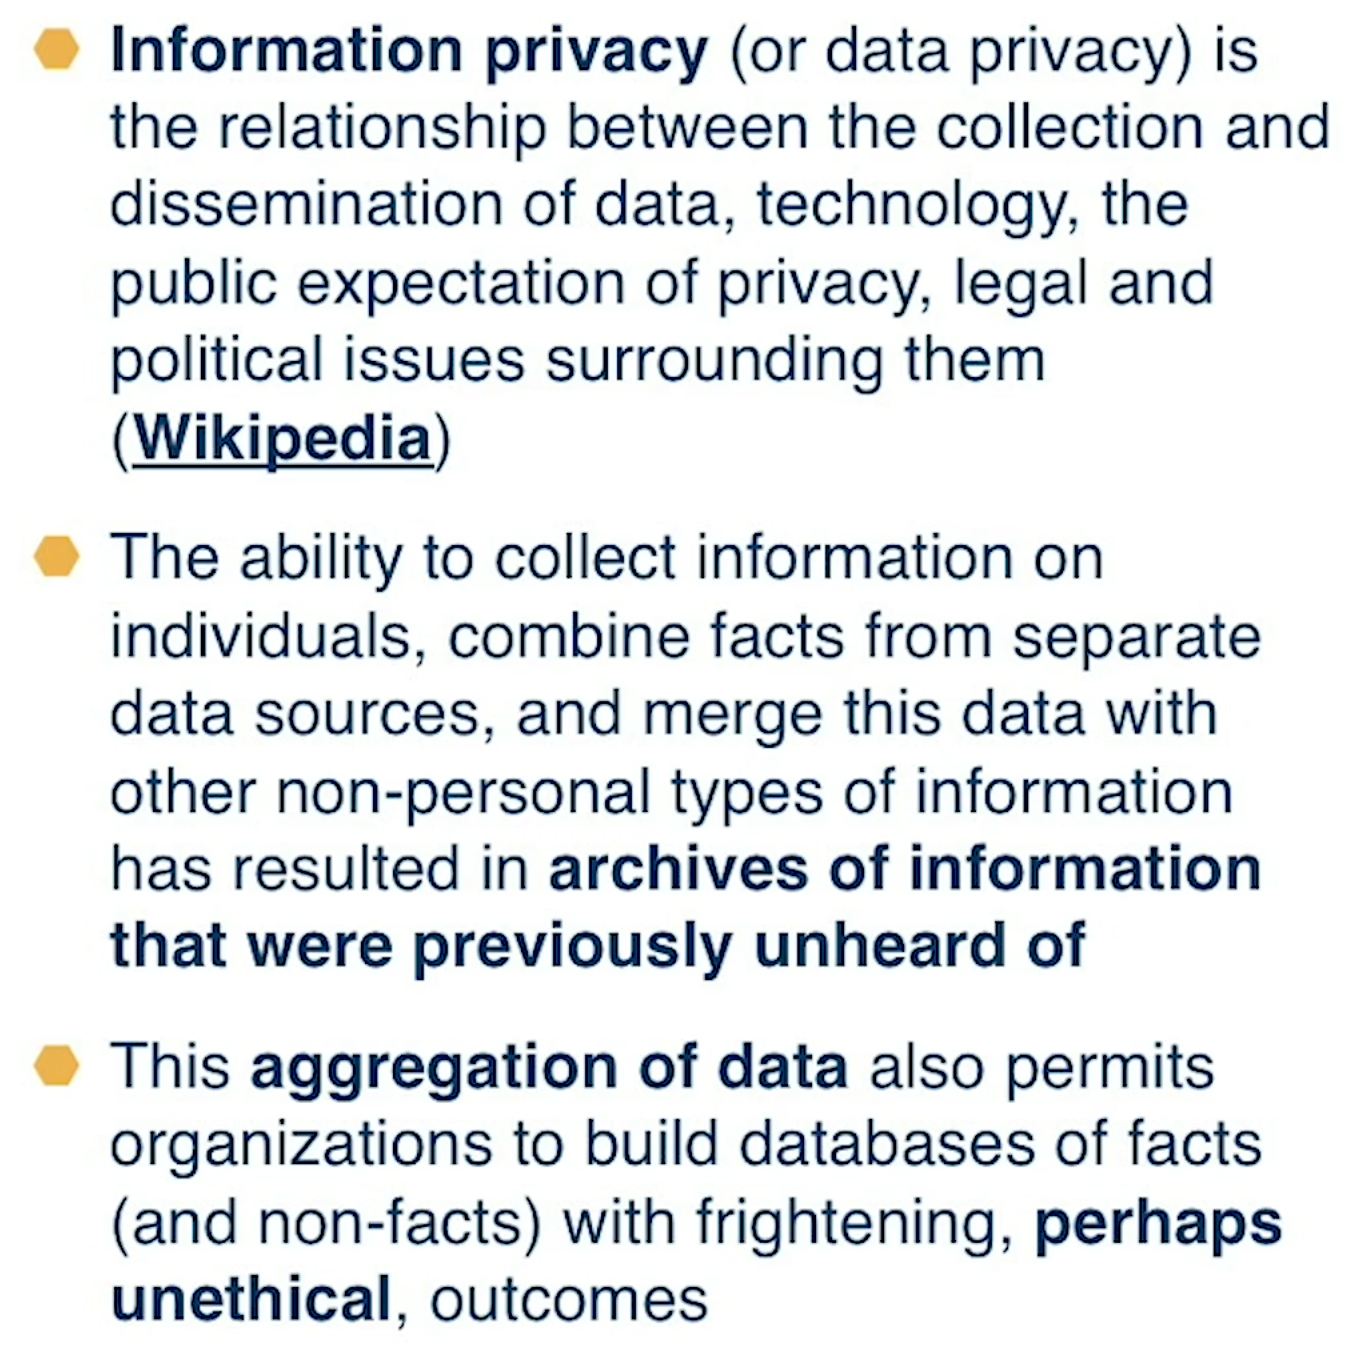 Information privacy (or data privacy) is
the relationship between the collection and
dissemination of data, technology, the
public expectation of privacy, legal and
political issues surrounding them
(Wikipedia)
The ability to collect information on
individuals, combine facts from separate
data sources, and merge this data with
other non-personal types of information
has resulted in archives of information
that were previously unheard of
This aggregation of data also permits
organizations to build databases of facts
(and non-facts) with frightening, perhaps
unethical, outcomes